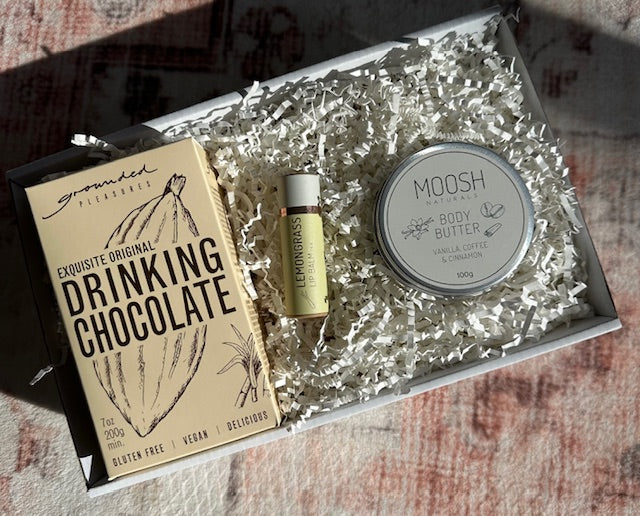 grounded
PLEASURES
EXQUISITE ORIGINAL
DRINKING
CHOCOLATE
7oz
200g
min.
GLUTEN FREE | VEGAN | DELICIOUS
LEMONGRASS
LIP BALM
MOOSH
NATURALS
BODY
BUTTER
VANILLA, COFFEE
& CINNAMON
100g